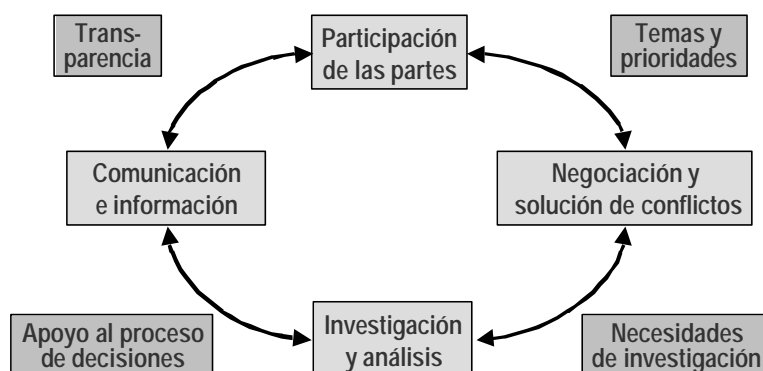 Trans-
parencia
Participación
de las partes
Temas y
prioridades
Comunicación
e información
Negociación y
solución de conflictos
Apoyo al proceso
de decisiones
Investigación
y análisis
Necesidades
de investigación